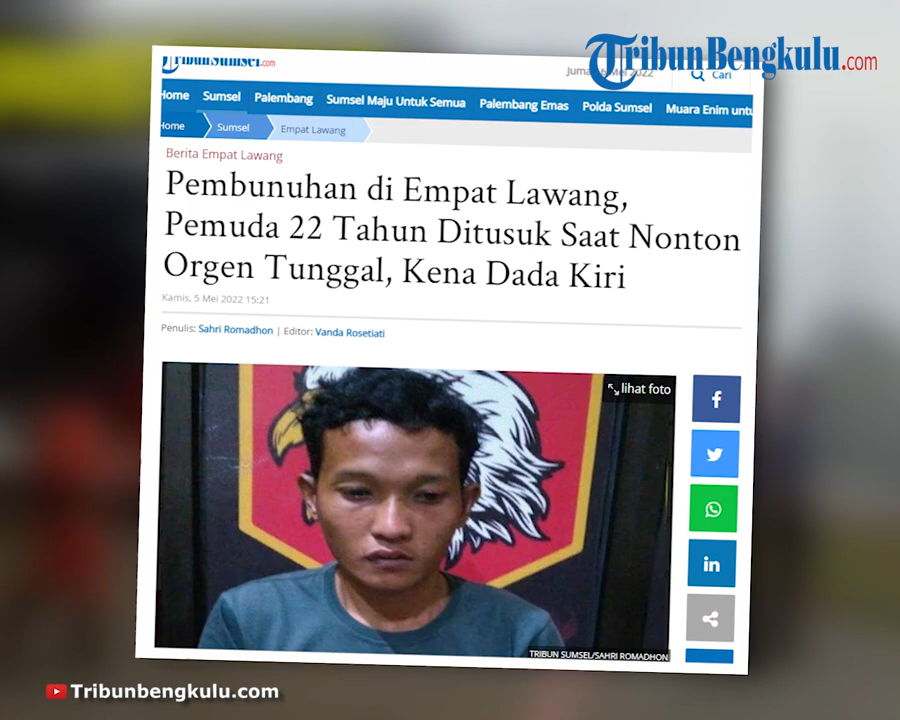 TribunBengkulu.com
TribunSumsel.com
Cari
Home Sumsel Palembang Sumsel Maju Untuk Semua Palembang Emas Polda Sumsel Muara Enim untu
Home Sumsel Empat Lawang
Berita Empat Lawang
Pembunuhan di Empat Lawang,
Pemuda 22 Tahun Ditusuk Saat Nonton
Orgen Tunggal, Kena Dada Kiri
Kamis, 5 Mei 2022 15:21
Penulis: Sahri Romadhon | Editor: Vanda Rosetiati
lihat foto
TRIBUN SUMSEL/SAHRI ROMADHON
Tribunbengkulu.com